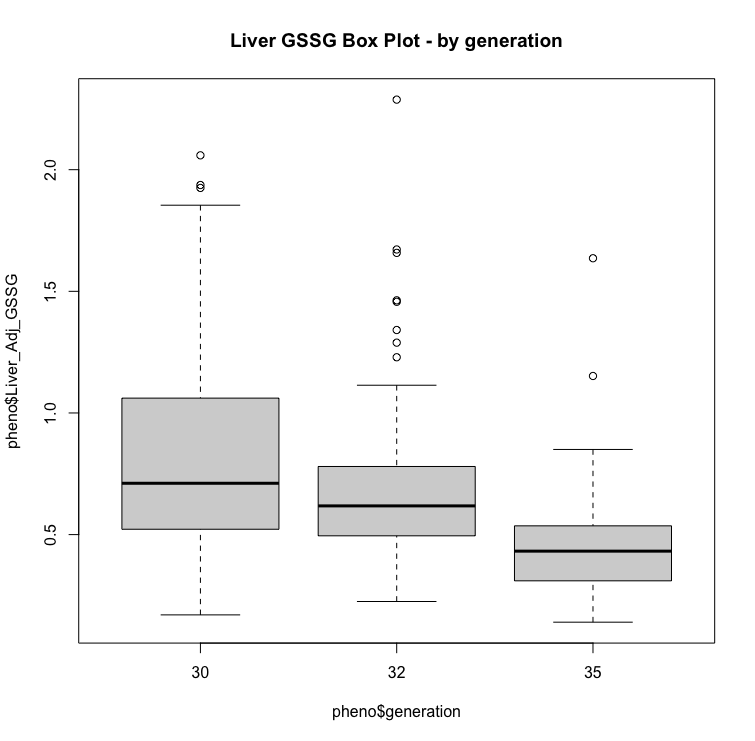 Liver GSSG Box Plot - by generation
pheno$Liver_Adj_GSSG
2.0
1.5
1.0
0.5
30 32 35
pheno$generation